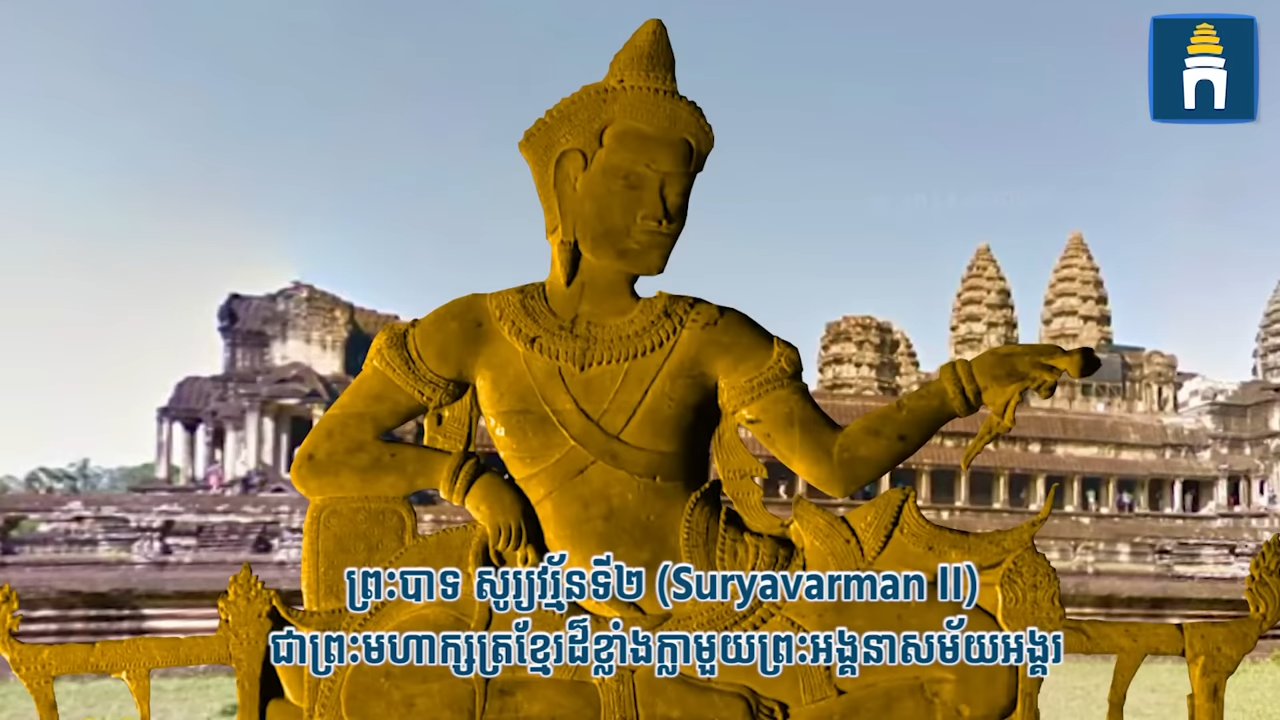 ព្រះបាទ សូរ្យវរ្ម័នទី២ (Suryavarman II)
ជាព្រះមហាក្សត្រខ្មែរដ៏ខ្លាំងក្លាមួយព្រះអង្គនាសម័យអង្គរ